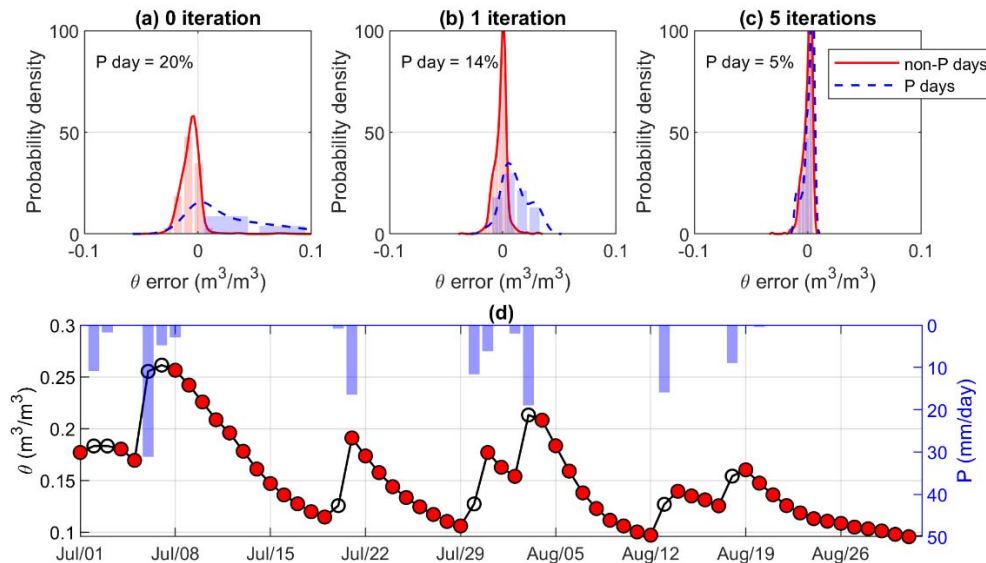 (a) 0 iteration
(b) 1 iteration
(c) 5 iterations
100
50
0
Probability density
P day = 20%
-0.1
0
0.1
θ error (m³/m³)
100
50
0
Probability density
P day = 14%
-0.1
0
0.1
θ error (m³/m³)
100
50
0
Probability density
P day = 5%
non-P days
P days
-0.1
0
0.1
θ error (m³/m³)
(d)
0.3
0.25
0.2
0.15
0.1
θ (m³/m³)
0
10
20
30
40
50
P (mm/day)
Jul/01 Jul/08 Jul/15 Jul/22 Jul/29 Aug/05 Aug/12 Aug/19 Aug/26